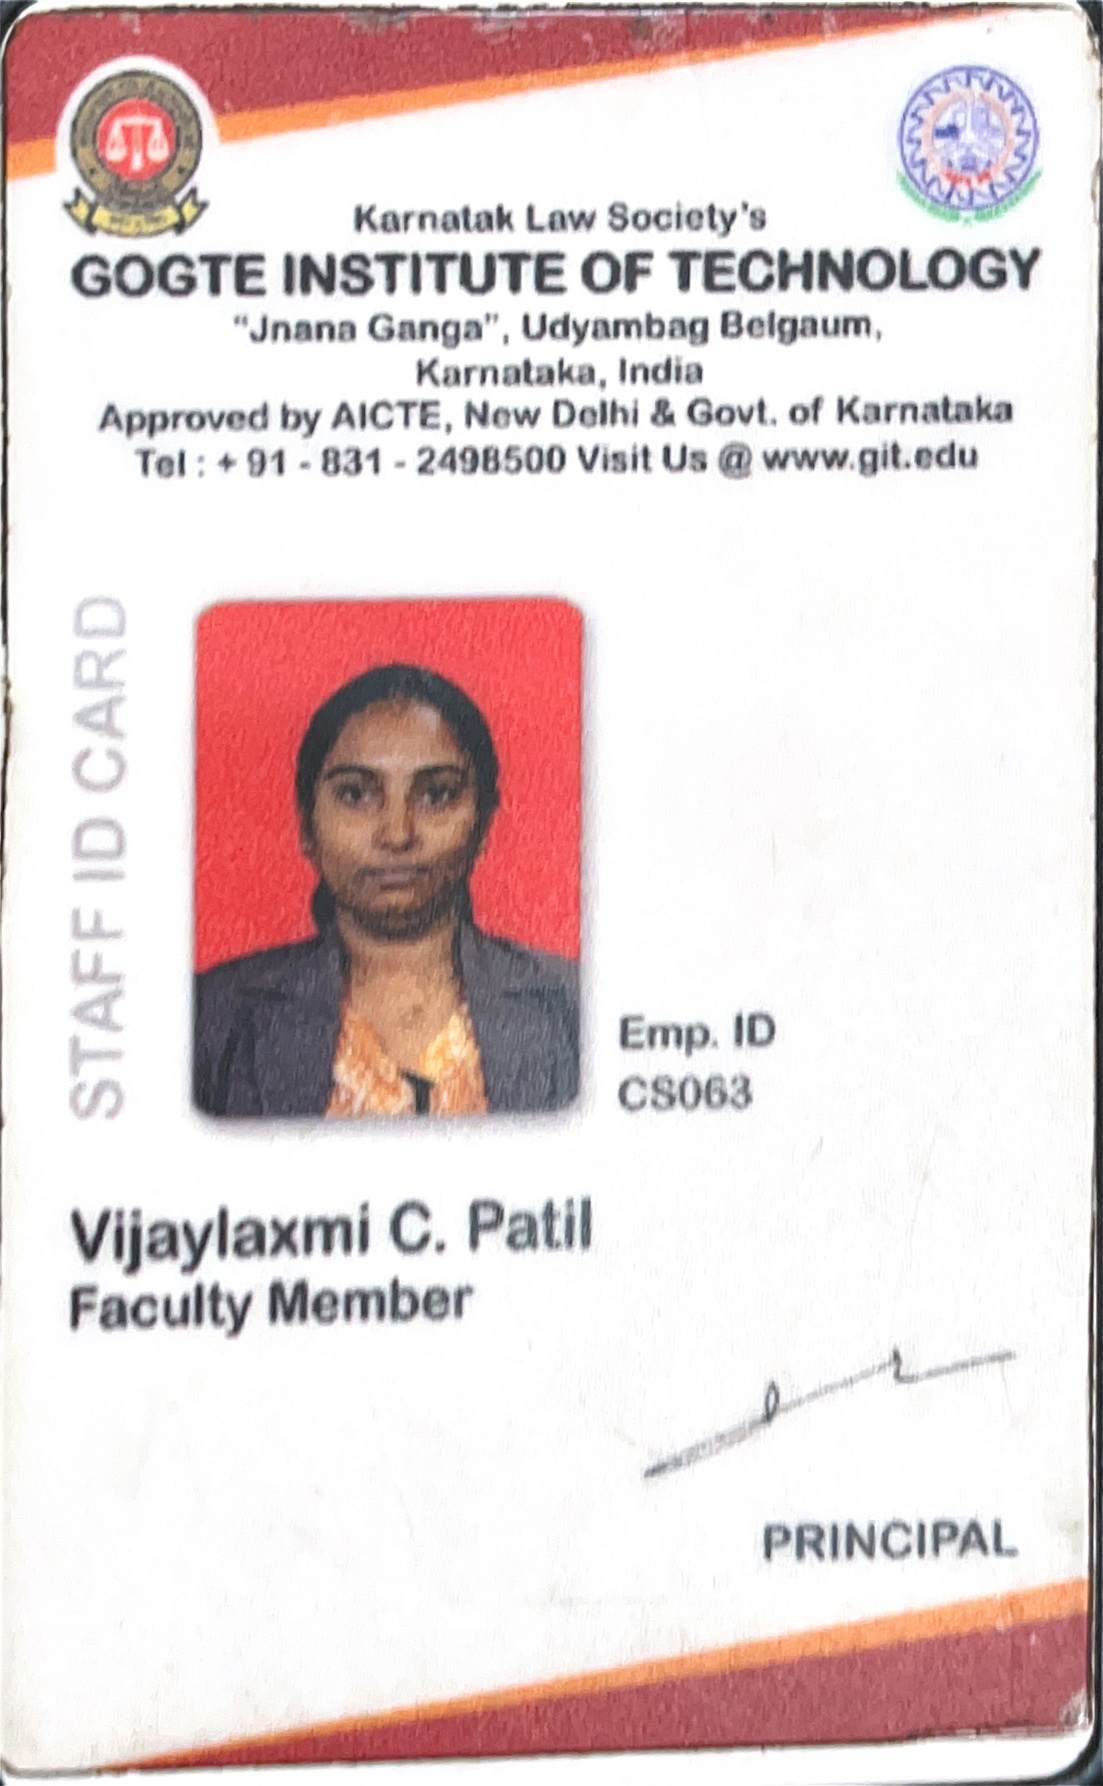 Karnatak Law Society's
GOGTE INSTITUTE OF TECHNOLOGY
"Jnana Ganga", Udyambag Belgaum,
Karnataka, India
Approved by AICTE, New Delhi & Govt. of Karnataka
Tel : + 91 - 831 - 2498500 Visit Us @ www.git.edu
STAFF ID CARD
Emp. ID
CS063
Vijaylaxmi C. Patil
Faculty Member
PRINCIPAL